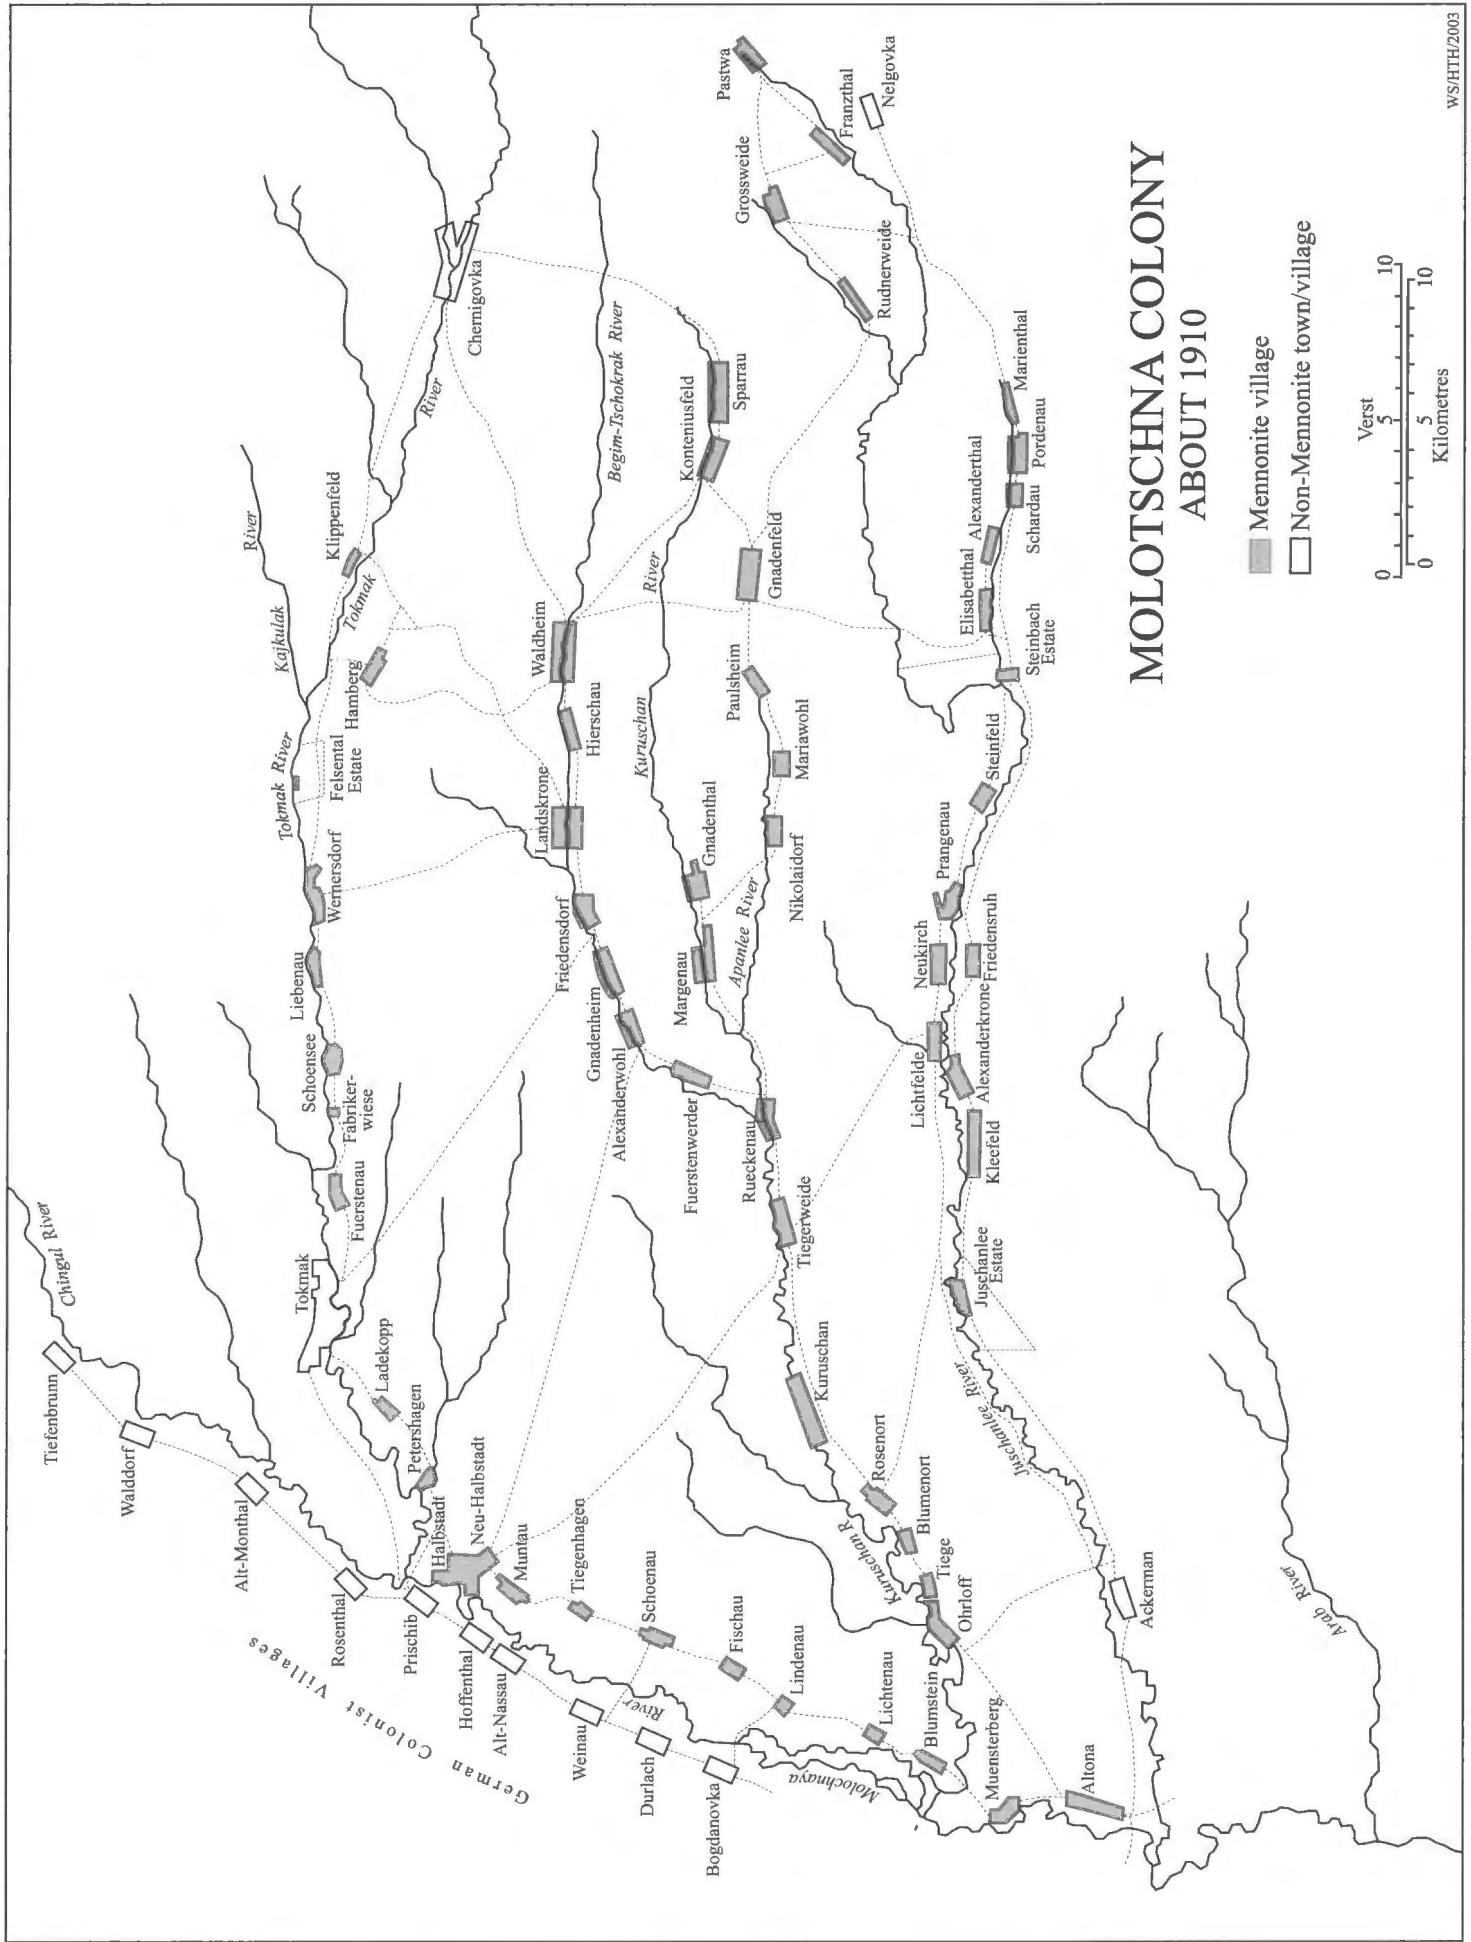 MOLOTSCHNA COLONY
ABOUT 1910
Mennonite village
Non-Mennonite town/village
Verst
0 5 10
0 5 10
Kilometres
WS/HTH/2003
German Colonist Villages
Tiefenbrunn
Chingul River
Walddorf
Alt-Monthal
Rosenthal
Prischib
Hoffenthal
Alt-Nassau
Weinau
Durlach
Bogdanovka
Molochnaya
River
Tokmak
Ladekopp
Petershagen
Halbstadt
Neu-Halbstadt
Muntau
Tiegenhagen
Schoenau
Fischau
Lindenau
Lichtenau
Blumstein
Muensterberg
Altona
Fuerstenau
Fabriker-
wiese
Schoensee
Liebenau
Wernersdorf
Tokmak River
Felsental
Estate
Hamberg
Kajkulak
River
Klippenfeld
Tokmak
River
Chernigovka
Begim-Tschokrak River
Waldheim
Hierschau
Landskrone
Friedensdorf
Gnadenheim
Alexanderwohl
Fuerstenwerder
Rueckenau
Tiegerweide
Kuruschan
Rosenort
Blumenort
Tiege
Ohrloff
Kuruschan R.
Kuruschan
River
Margenau
Gnadenthal
Apanlee River
Nikolaidorf
Mariawohl
Paulsheim
Gnadenfeld
Konteniusfeld
Sparrau
Pastwa
Grossweide
Franzthal
Nelgovka
Rudnerweide
Marienthal
Pordenau
Schardau
Alexanderthal
Elisabetthal
Steinbach
Estate
Steinfeld
Prangenau
Neukirch
Friedensruh
Lichtfelde
Alexanderkrone
Kleefeld
Juschanlee
Estate
Juschanlee River
Ackerman
Arab River